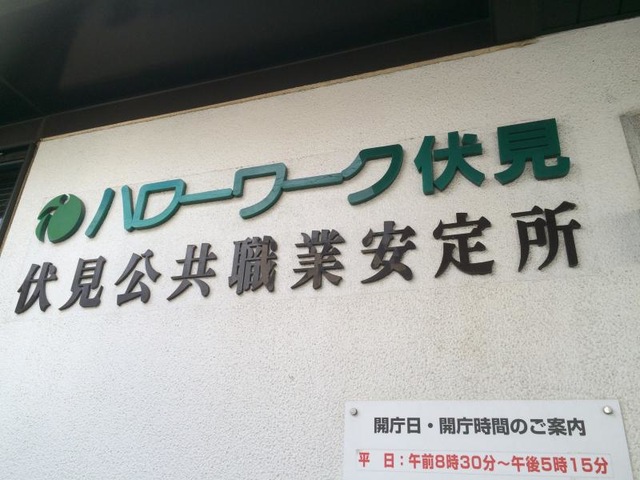 ハローワーク伏見
伏見公共職業安定所
開庁日・開庁時間のご案内
平 日：午前8時30分～午後5時15分